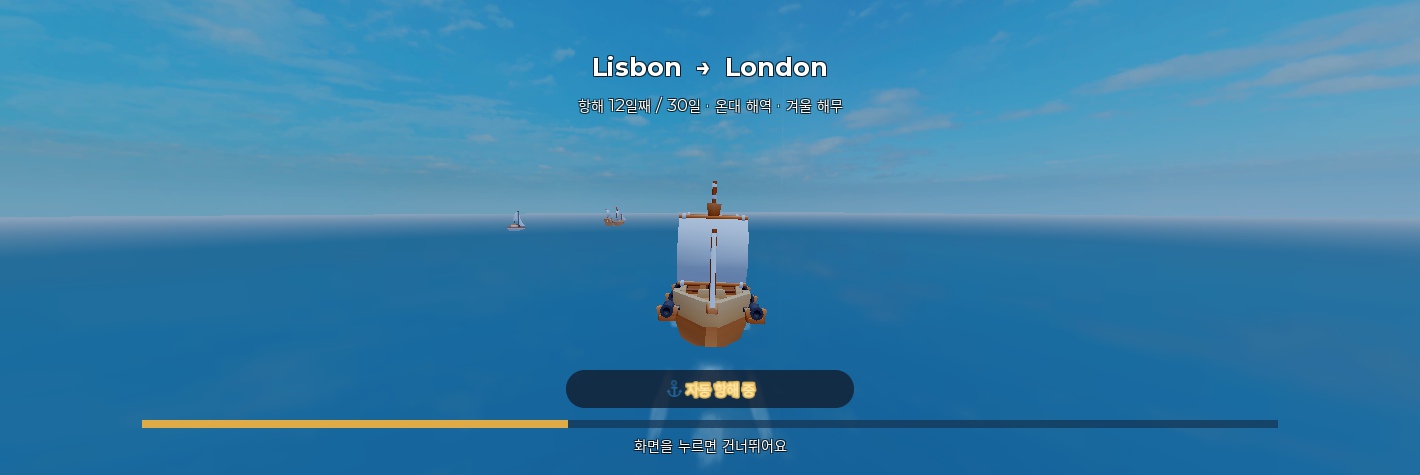 Lisbon → London
항해 12일째 / 30일 · 온대 해역 · 겨울 해무
⚓ 자동 항해 중
화면을 누르면 건너뛰어요